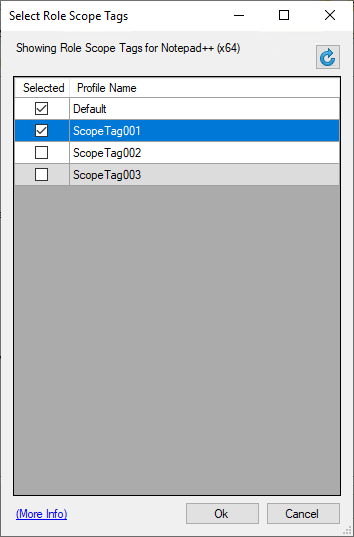 Select Role Scope Tags
Showing Role Scope Tags for Notepad++ (x64)
Selected Profile Name
Default
ScopeTag001
ScopeTag002
ScopeTag003
(More Info) Ok Cancel